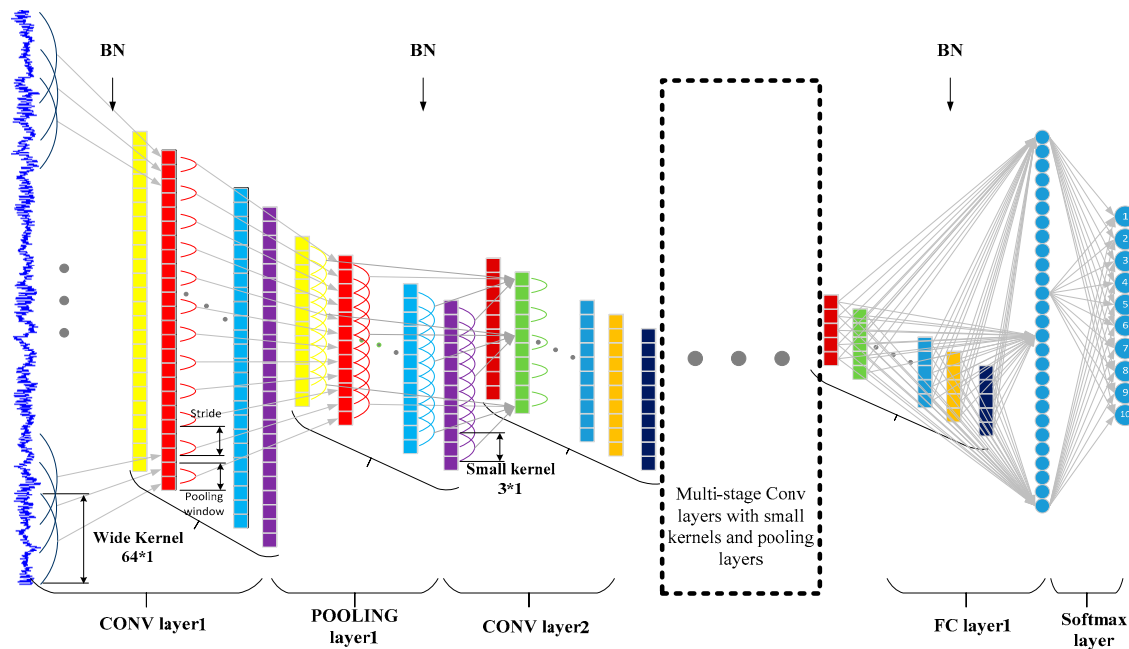 BN
BN
BN
Stride
Pooling
window
Wide Kernel
64*1
Small kernel
3*1
Multi-stage Conv
layers with small
kernels and pooling
layers
1
2
3
4
5
6
7
8
9
10
CONV layer1
POOLING
layer1
CONV layer2
FC layer1
Softmax
layer